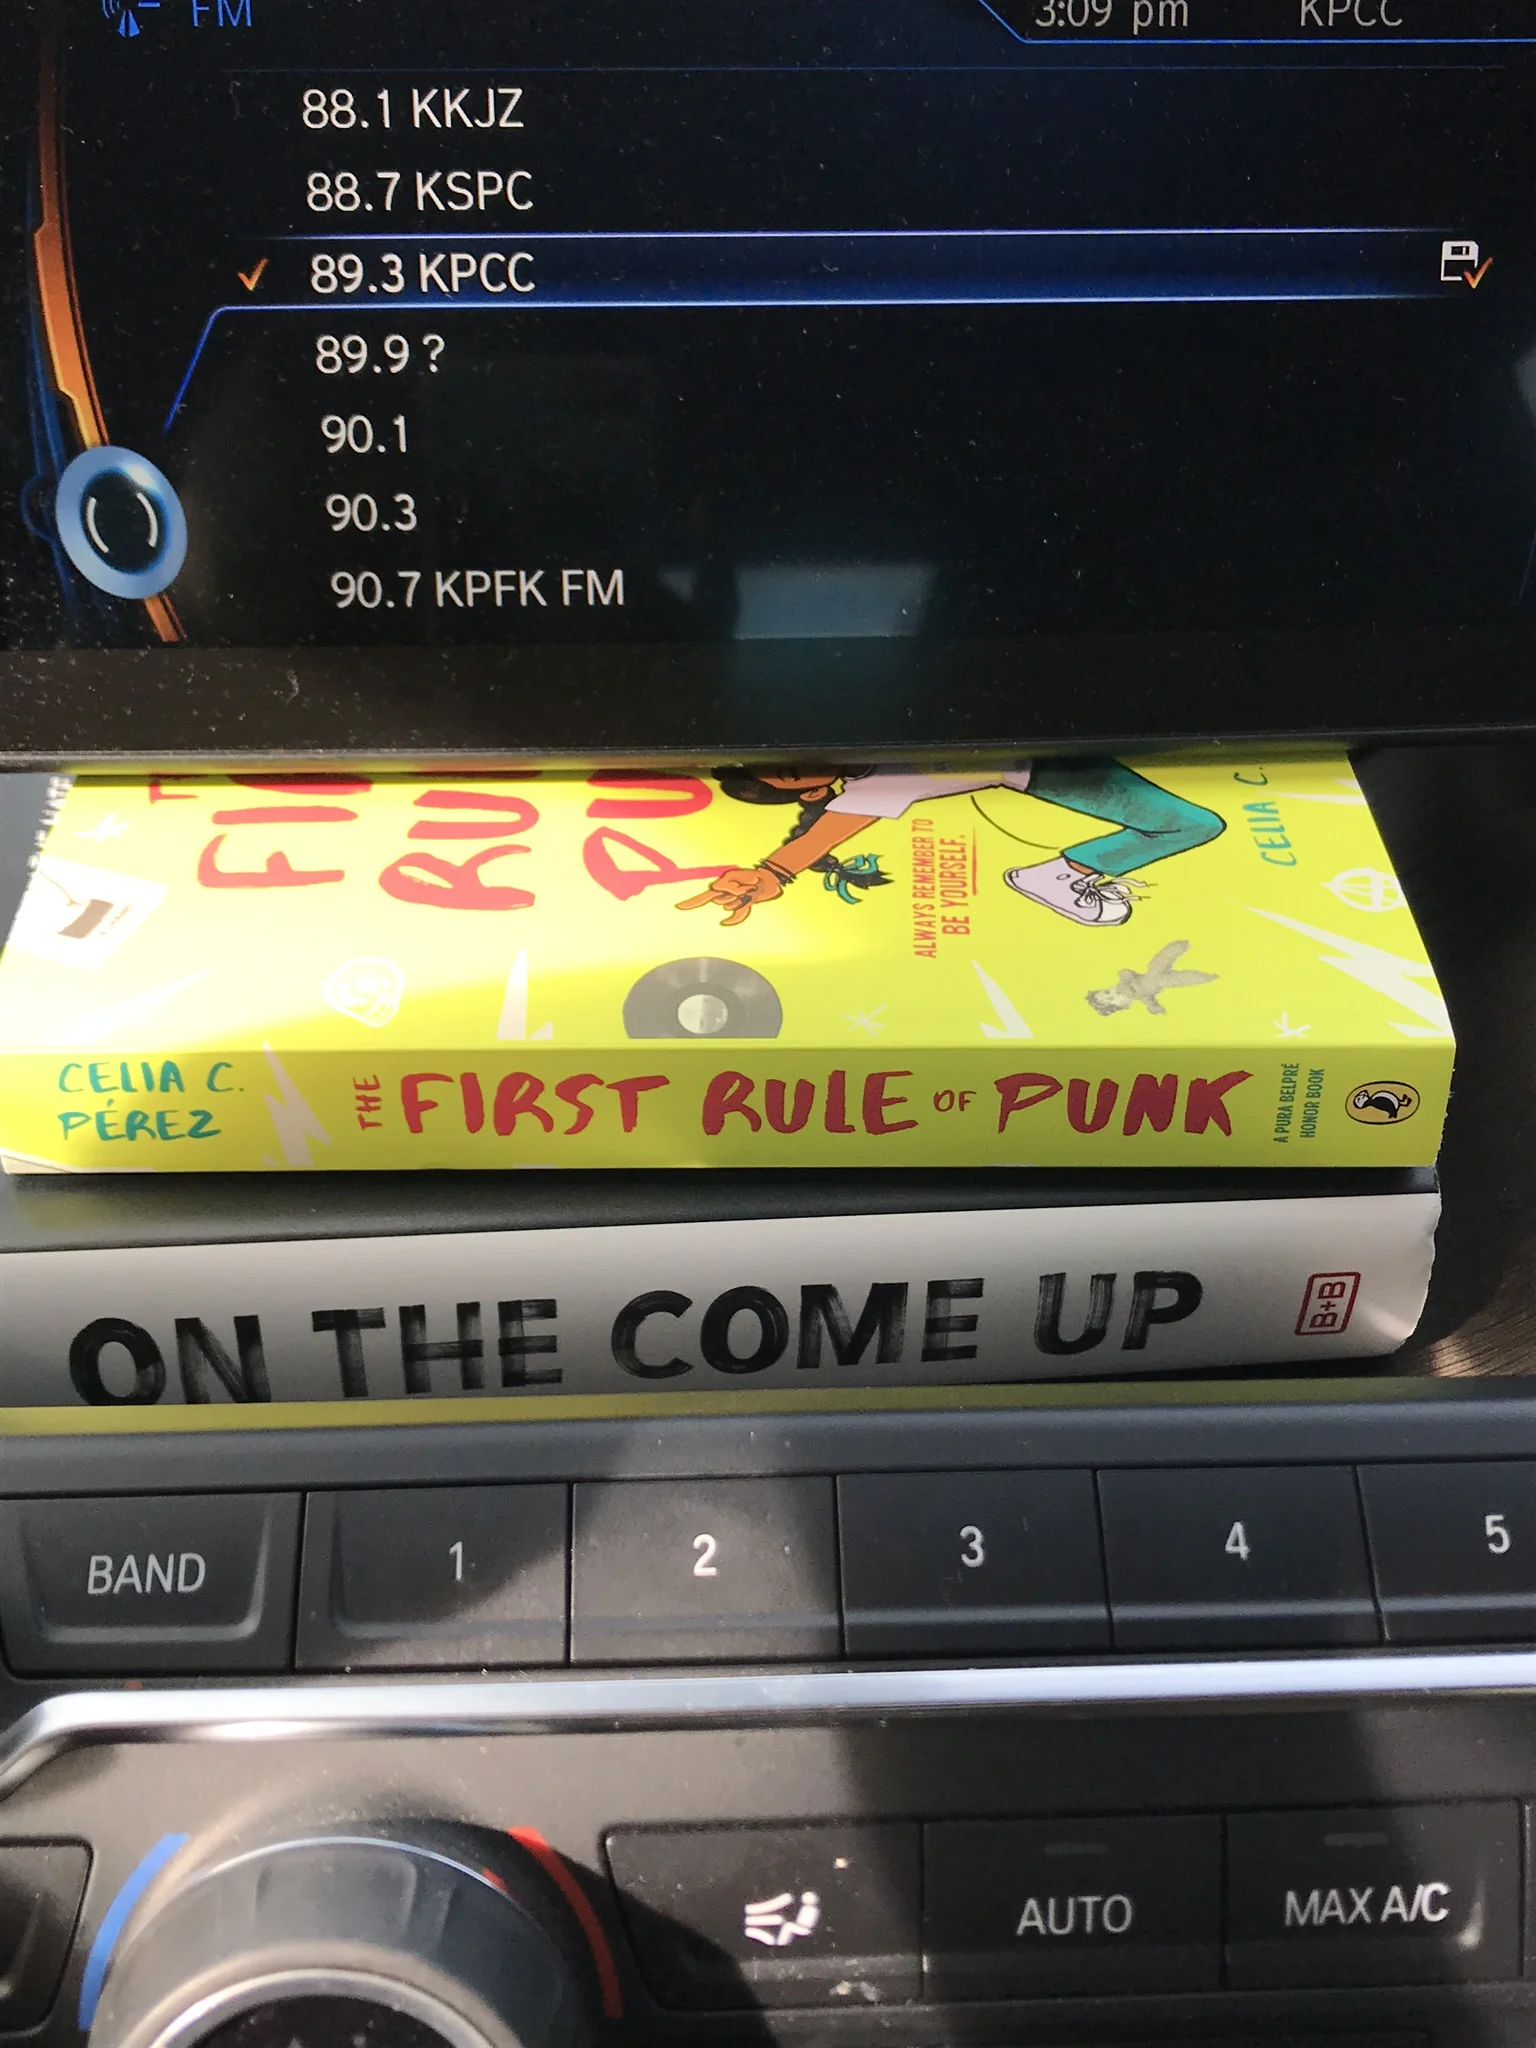 FM
3:09 pm
KPCC
88.1 KKJZ
88.7 KSPC
89.3 KPCC
89.9 ?
90.1
90.3
90.7 KPFK FM
ALWAYS REMEMBER TO
BE YOURSELF.
CELIA C.
CELIA C.
PÉREZ
THE FIRST RULE OF PUNK
A PURA BELPRÉ
HONOR BOOK
ON THE COME UP
B+B
BAND
1
2
3
4
5
AUTO
MAX A/C